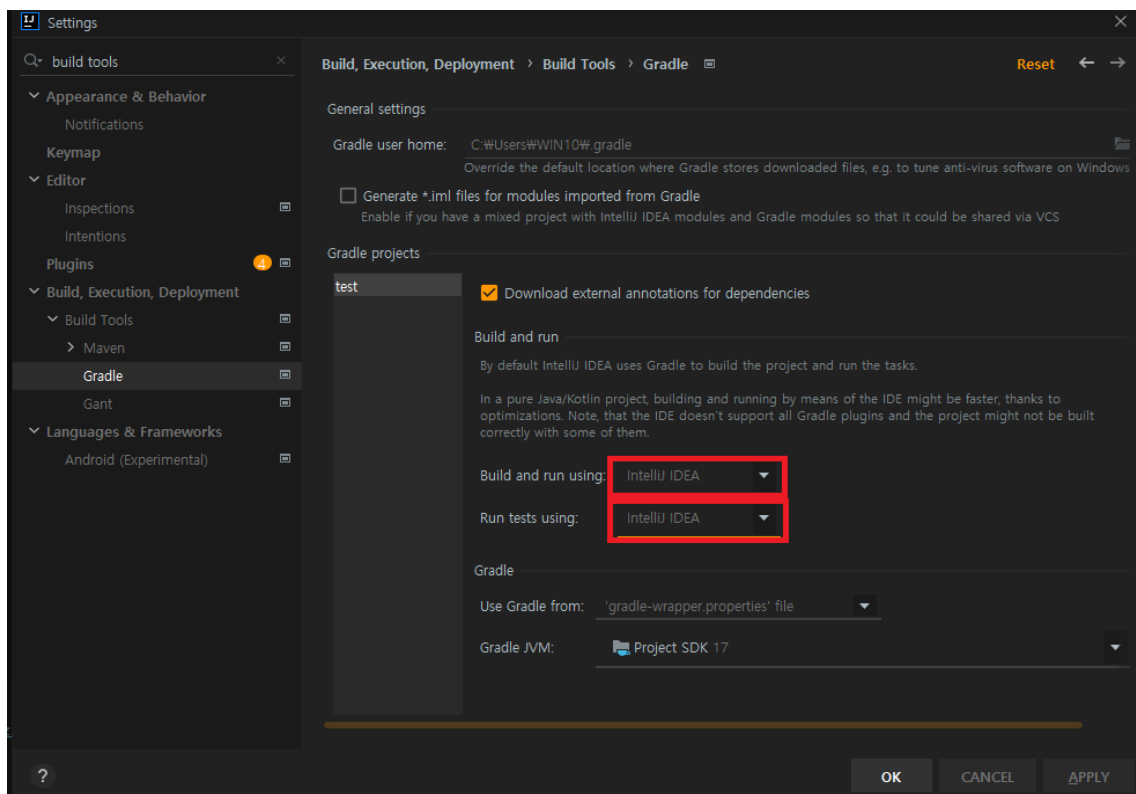 IJ Settings
build tools
Appearance & Behavior
Notifications
Keymap
Editor
Inspections
Intentions
Plugins 4
Build, Execution, Deployment
Build Tools
Maven
Gradle
Gant
Languages & Frameworks
Android (Experimental)
Build, Execution, Deployment › Build Tools › Gradle
Reset
General settings
Gradle user home: C:₩Users₩WIN10₩.gradle
Override the default location where Gradle stores downloaded files, e.g. to tune anti-virus software on Windows
Generate *.iml files for modules imported from Gradle
Enable if you have a mixed project with IntelliJ IDEA modules and Gradle modules so that it could be shared via VCS
Gradle projects
test
Download external annotations for dependencies
Build and run
By default IntelliJ IDEA uses Gradle to build the project and run the tasks.
In a pure Java/Kotlin project, building and running by means of the IDE might be faster, thanks to
optimizations. Note, that the IDE doesn't support all Gradle plugins and the project might not be built
correctly with some of them.
Build and run using: IntelliJ IDEA
Run tests using: IntelliJ IDEA
Gradle
Use Gradle from: 'gradle-wrapper.properties' file
Gradle JVM: Project SDK 17
?
OK
CANCEL
APPLY